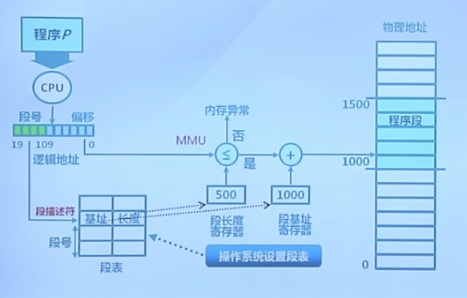 程序P
CPU
段号 偏移
19 109 0
逻辑地址
MMU
内存异常
否
≤
是
+
500
1000
段长度
寄存器
段基址
寄存器
段描述符
基址 长度
段号
段表
操作系统设置段表
物理地址
1500
程序段
1000
0